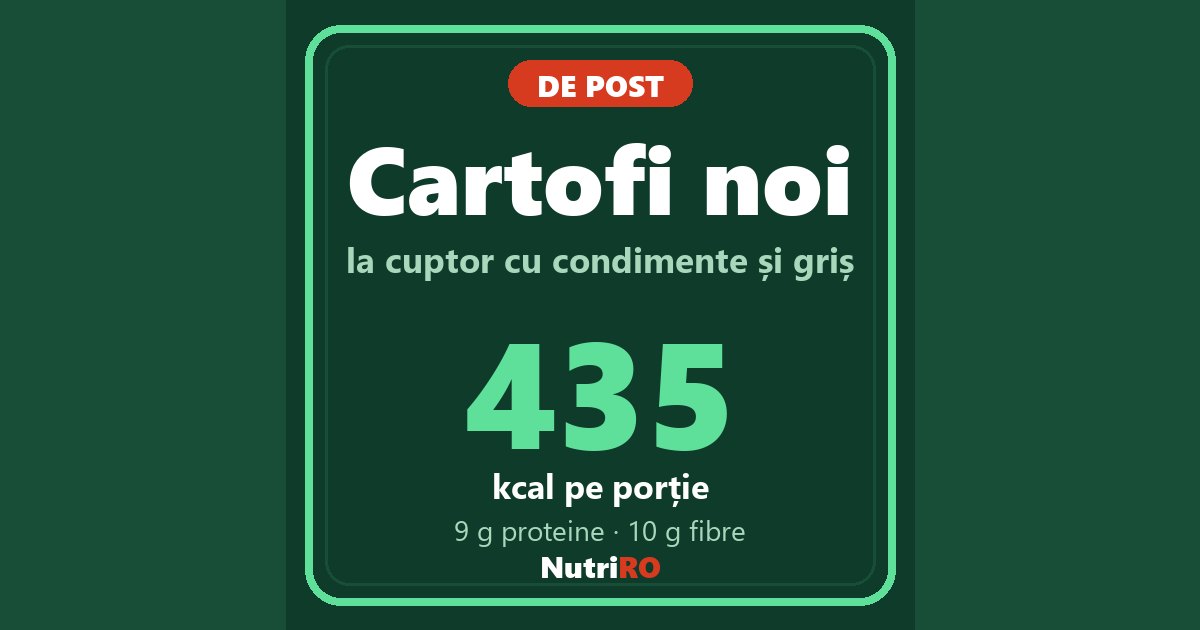 DE POST
Cartofi noi
la cuptor cu condimente și griș
435
kcal pe porție
9 g proteine · 10 g fibre
NutriRO